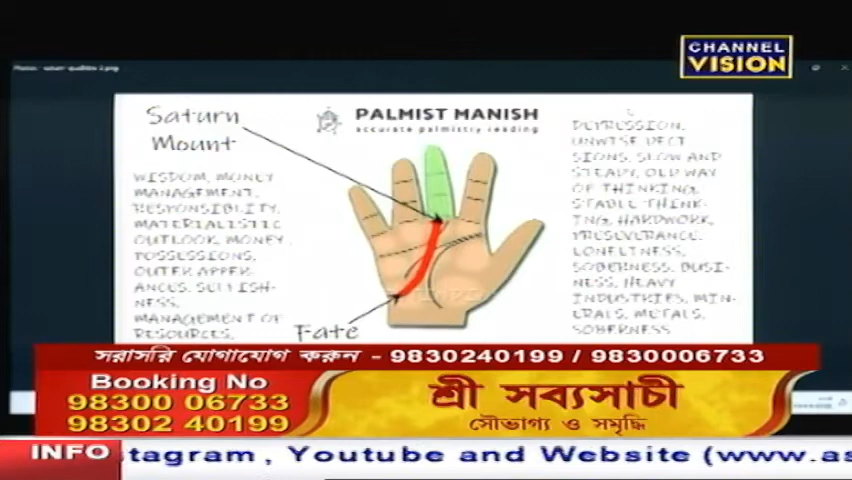 CHANNEL
VISION
Saturn
Mount
PALMIST MANISH
accurate palmistry reading
WISDOM, MONEY
MANAGEMENT,
RESPONSIBILITY,
MATERIALISTIC
OUTLOOK, MONEY,
POSSESSIONS,
OUTER APPER-
ANCES, SELFISH-
NESS,
MANAGEMENT OF
RESOURCES,
DEPRESSION,
UNWISE DECI
SIONS, SLOW AND
STEADY, OLD WAY
OF THINKING,
STABLE THINK-
ING, HARDWORK,
PRESEVERANCE,
LONELINESS,
SOBERNESS, BUSI-
NESS, HEAVY
INDUSTRIES, MIN-
ERALS, METALS,
SOBERNESS
Fate
সরাসরি যোগাযোগ করুন - 9830240199 / 9830006733
Booking No
98300 06733
98302 40199
শ্রী সব্যসাচী
সৌভাগ্য ও সমৃদ্ধি
INFO
stagram, Youtube and Website (www.as